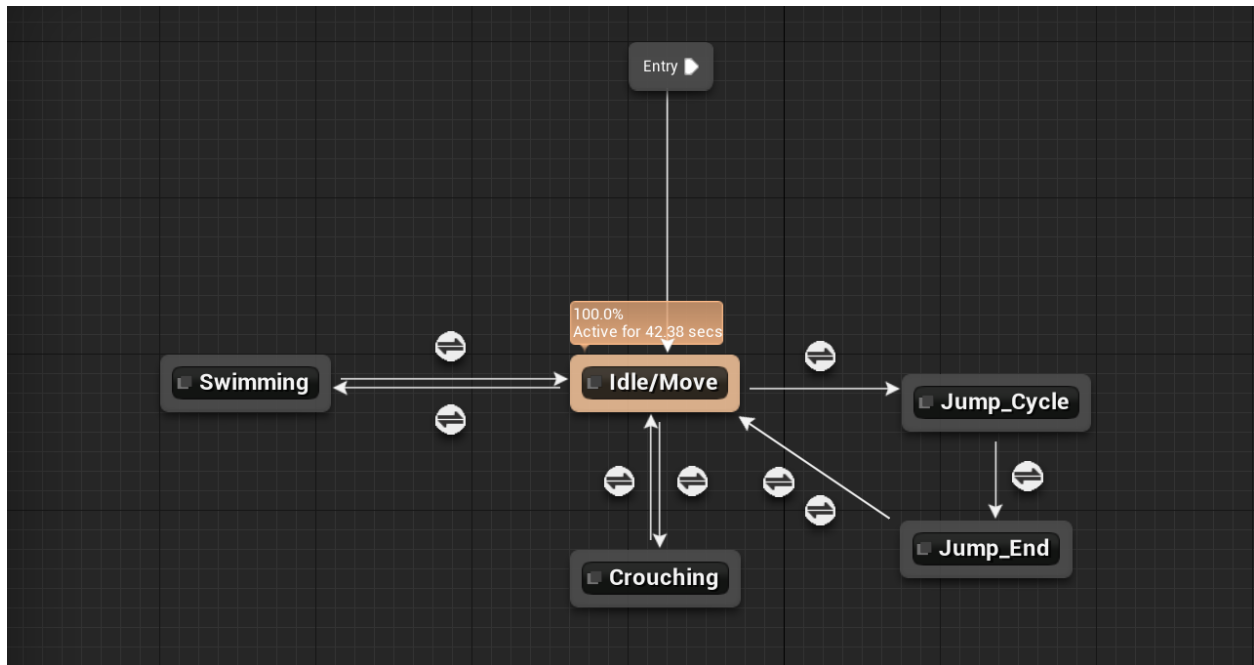 Entry
100.0%
Active for 42.38 secs
Swimming
Idle/Move
Jump_Cycle
Jump_End
Crouching